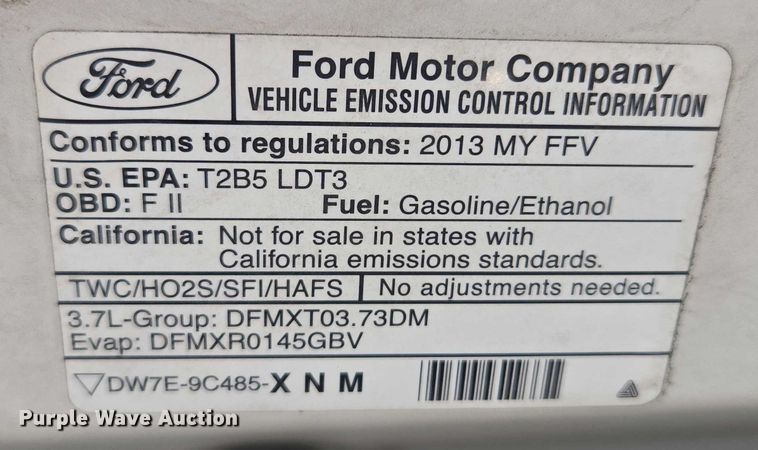 Ford
Ford Motor Company
VEHICLE EMISSION CONTROL INFORMATION
Conforms to regulations: 2013 MY FFV
U.S. EPA: T2B5 LDT3
OBD: F II Fuel: Gasoline/Ethanol
California: Not for sale in states with
California emissions standards.
TWC/HO2S/SFI/HAFS No adjustments needed.
3.7L-Group: DFMXT03.73DM
Evap: DFMXR0145GBV
DW7E-9C485-X N M
Purple Wave Auction